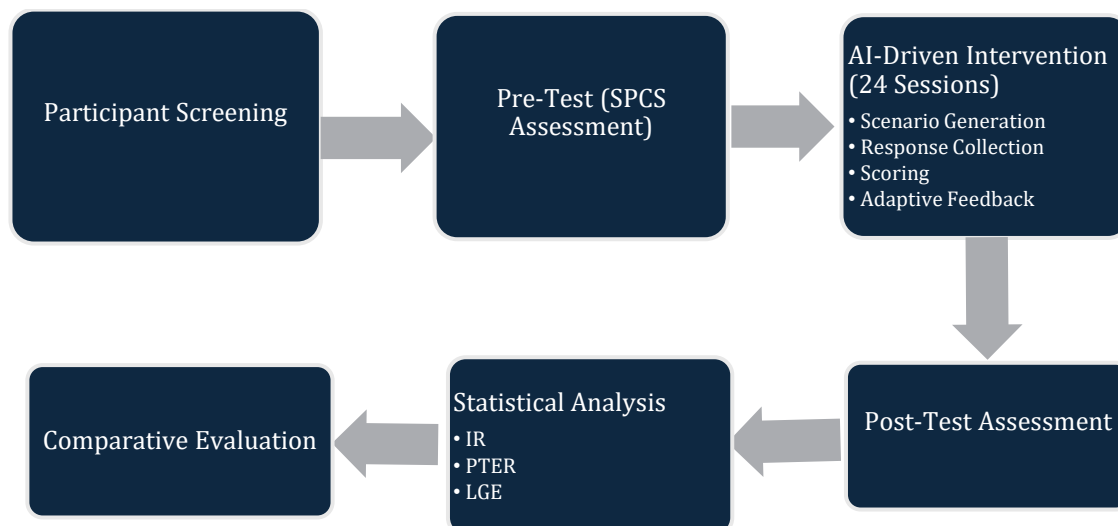 Participant Screening
Pre-Test (SPCS
Assessment)
AI-Driven Intervention
(24 Sessions)
• Scenario Generation
• Response Collection
• Scoring
• Adaptive Feedback
Post-Test Assessment
Statistical Analysis
• IR
• PTER
• LGE
Comparative Evaluation